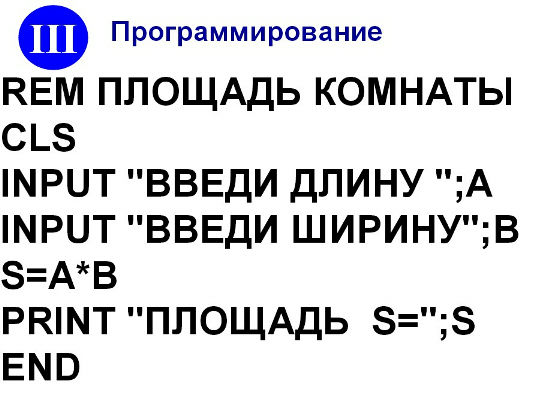 III Программирование
REM ПЛОЩАДЬ КОМНАТЫ
CLS
INPUT "ВВЕДИ ДЛИНУ ";A
INPUT "ВВЕДИ ШИРИНУ";B
S=A*B
PRINT "ПЛОЩАДЬ  S=";S
END